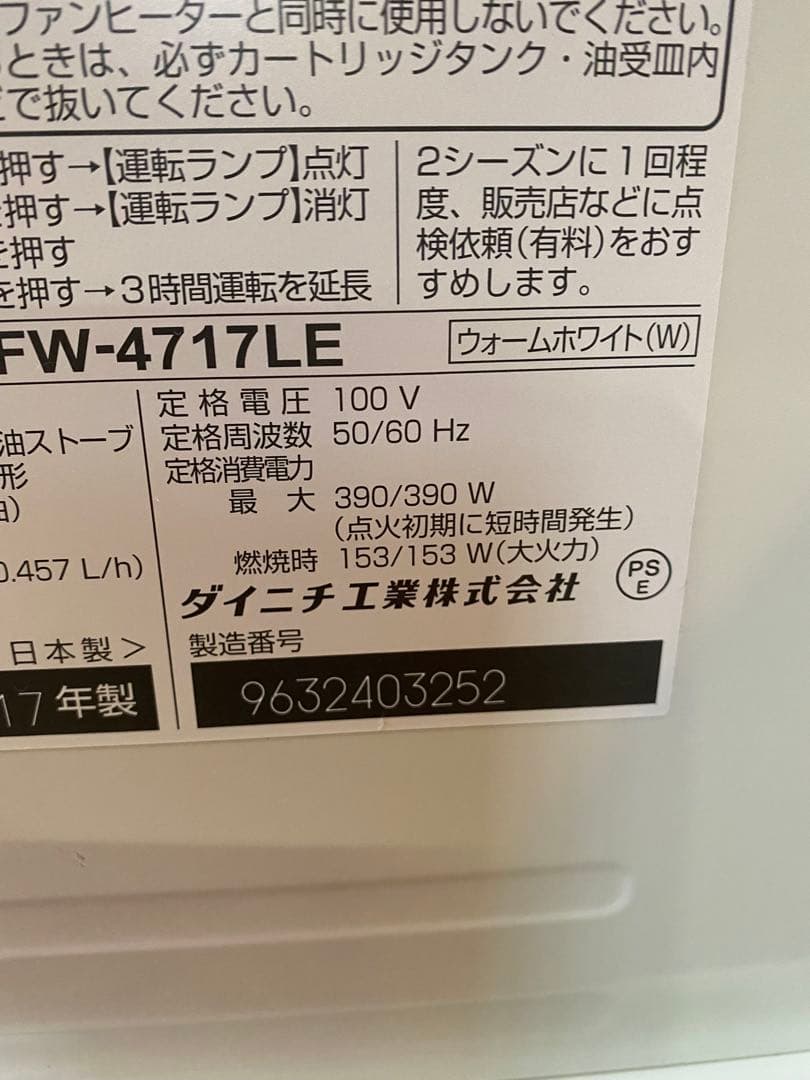 ファンヒーターと同時に使用しないでください。
ときは、必ずカートリッジタンク・油受皿内
で抜いてください。
押す→【運転ランプ】点灯
を押す→【運転ランプ】消灯
を押す
を押す→3時間運転を延長
2シーズンに1回程
度、販売店などに点
検依頼(有料)をおす
すめします。
FW-4717LE
ウォームホワイト(W)
油ストーブ
形
0.457 L/h)
日本製>
17年製
定格電圧 100 V
定格周波数 50/60 Hz
定格消費電力
最大 390/390 W
(点火初期に短時間発生)
燃焼時 153/153 W(大火力)
ダイニチ工業株式会社
PS
E
製造番号
9632403252